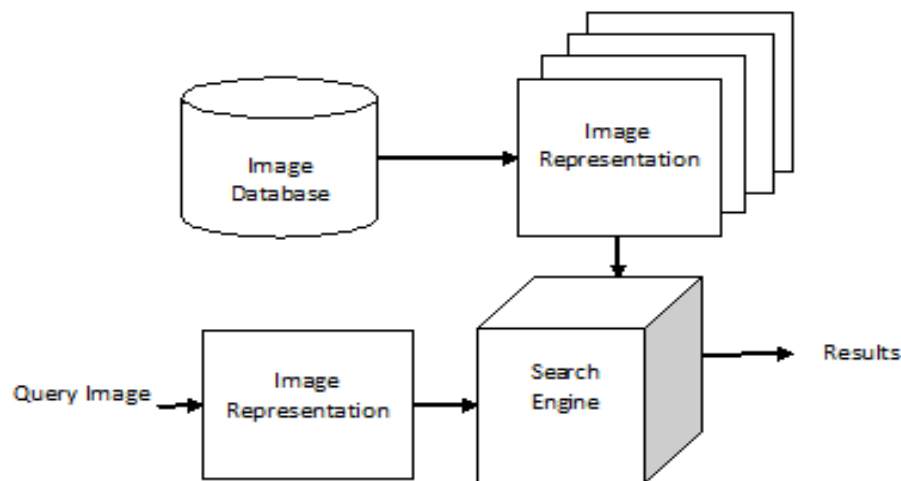 Image
Representation
Image
Database
Query Image
Image
Representation
Search
Engine
Results